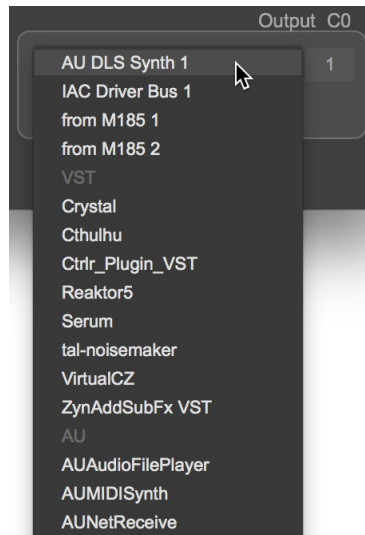 Output C0
AU DLS Synth 1 1
IAC Driver Bus 1
from M185 1
from M185 2
VST
Crystal
Cthulhu
Ctrlr_Plugin_VST
Reaktor5
Serum
tal-noisemaker
VirtualCZ
ZynAddSubFx VST
AU
AUAudioFilePlayer
AUMIDISynth
AUNetReceive